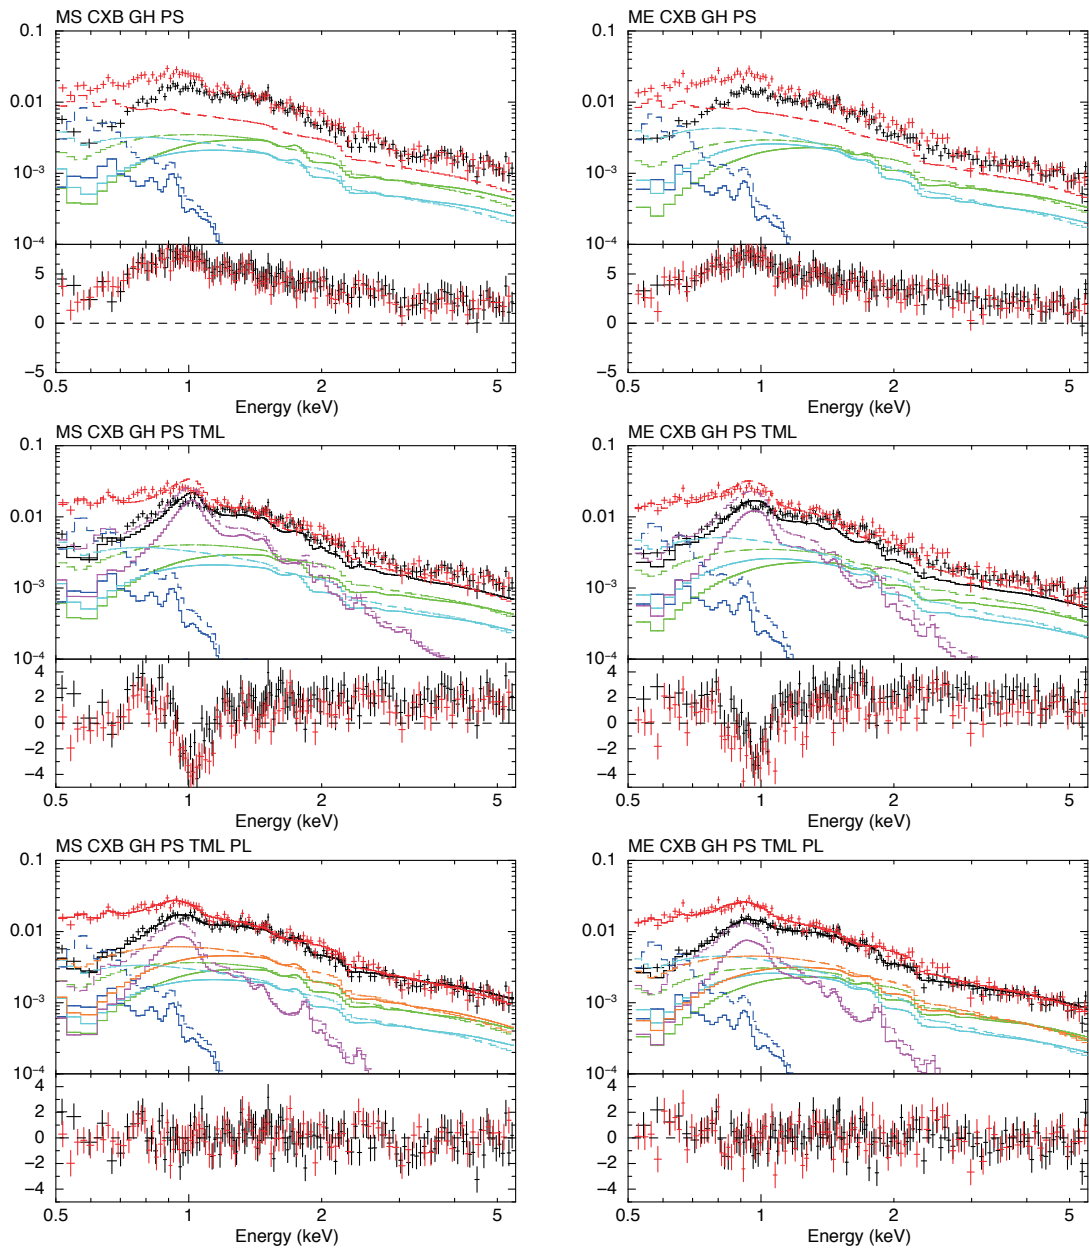 MS CXB GH PS
0.1
0.01
10⁻³
10⁻⁴
5
0
−5
0.5 1 2 5
Energy (keV)
ME CXB GH PS
0.1
0.01
10⁻³
10⁻⁴
5
0
−5
0.5 1 2 5
Energy (keV)
MS CXB GH PS TML
0.1
0.01
10⁻³
10⁻⁴
4
2
0
−2
−4
0.5 1 2 5
Energy (keV)
ME CXB GH PS TML
0.1
0.01
10⁻³
10⁻⁴
4
2
0
−2
−4
0.5 1 2 5
Energy (keV)
MS CXB GH PS TML PL
0.1
0.01
10⁻³
10⁻⁴
4
2
0
−2
−4
0.5 1 2 5
Energy (keV)
ME CXB GH PS TML PL
0.1
0.01
10⁻³
10⁻⁴
4
2
0
−2
−4
0.5 1 2 5
Energy (keV)